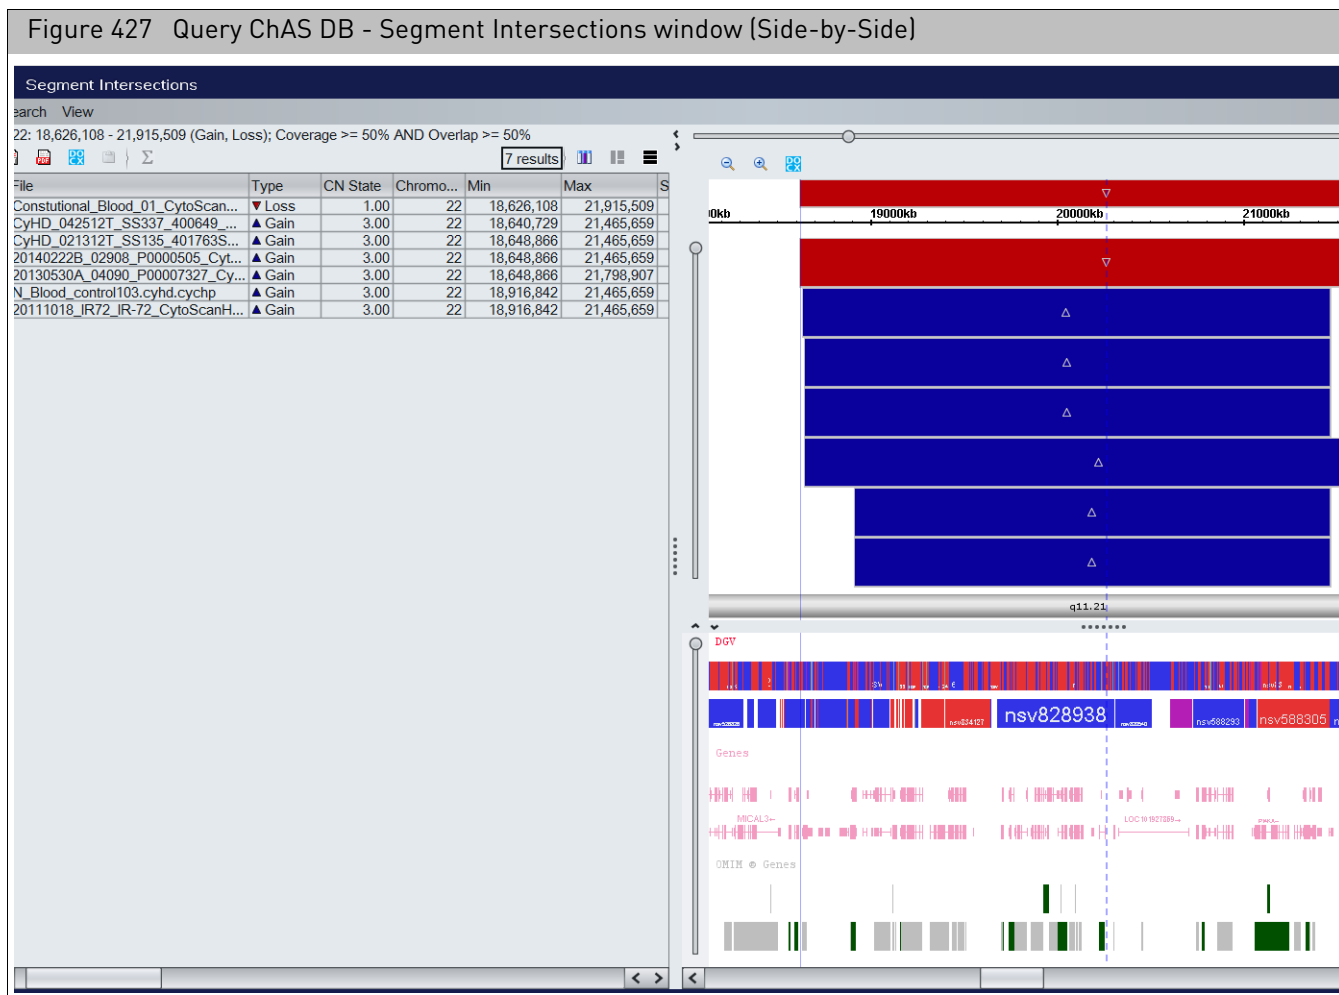 Figure 427 Query ChAS DB - Segment Intersections window (Side-by-Side)
Segment Intersections
earch View
22: 18,626,108 - 21,915,509 (Gain, Loss); Coverage >= 50% AND Overlap >= 50%
PDF DOCX Σ 7 results
DOCX
File Type CN State Chromo... Min Max S
Constutional_Blood_01_CytoScan... Loss 1.00 22 18,626,108 21,915,509
CyHD_042512T_SS337_400649_... Gain 3.00 22 18,640,729 21,465,659
CyHD_021312T_SS135_401763S... Gain 3.00 22 18,648,866 21,465,659
20140222B_02908_P0000505_Cyt... Gain 3.00 22 18,648,866 21,465,659
20130530A_04090_P00007327_Cy... Gain 3.00 22 18,648,866 21,798,907
N_Blood_control103.cyhd.cychp Gain 3.00 22 18,916,842 21,465,659
20111018_IR72_IR-72_CytoScanH... Gain 3.00 22 18,916,842 21,465,659
0kb 19000kb 20000kb 21000kb
q11.21
DGV
nsv834127 nsv828938 nsv588293 nsv588305 n
Genes
MICAL3← LOC101927859→
OMIM ® Genes